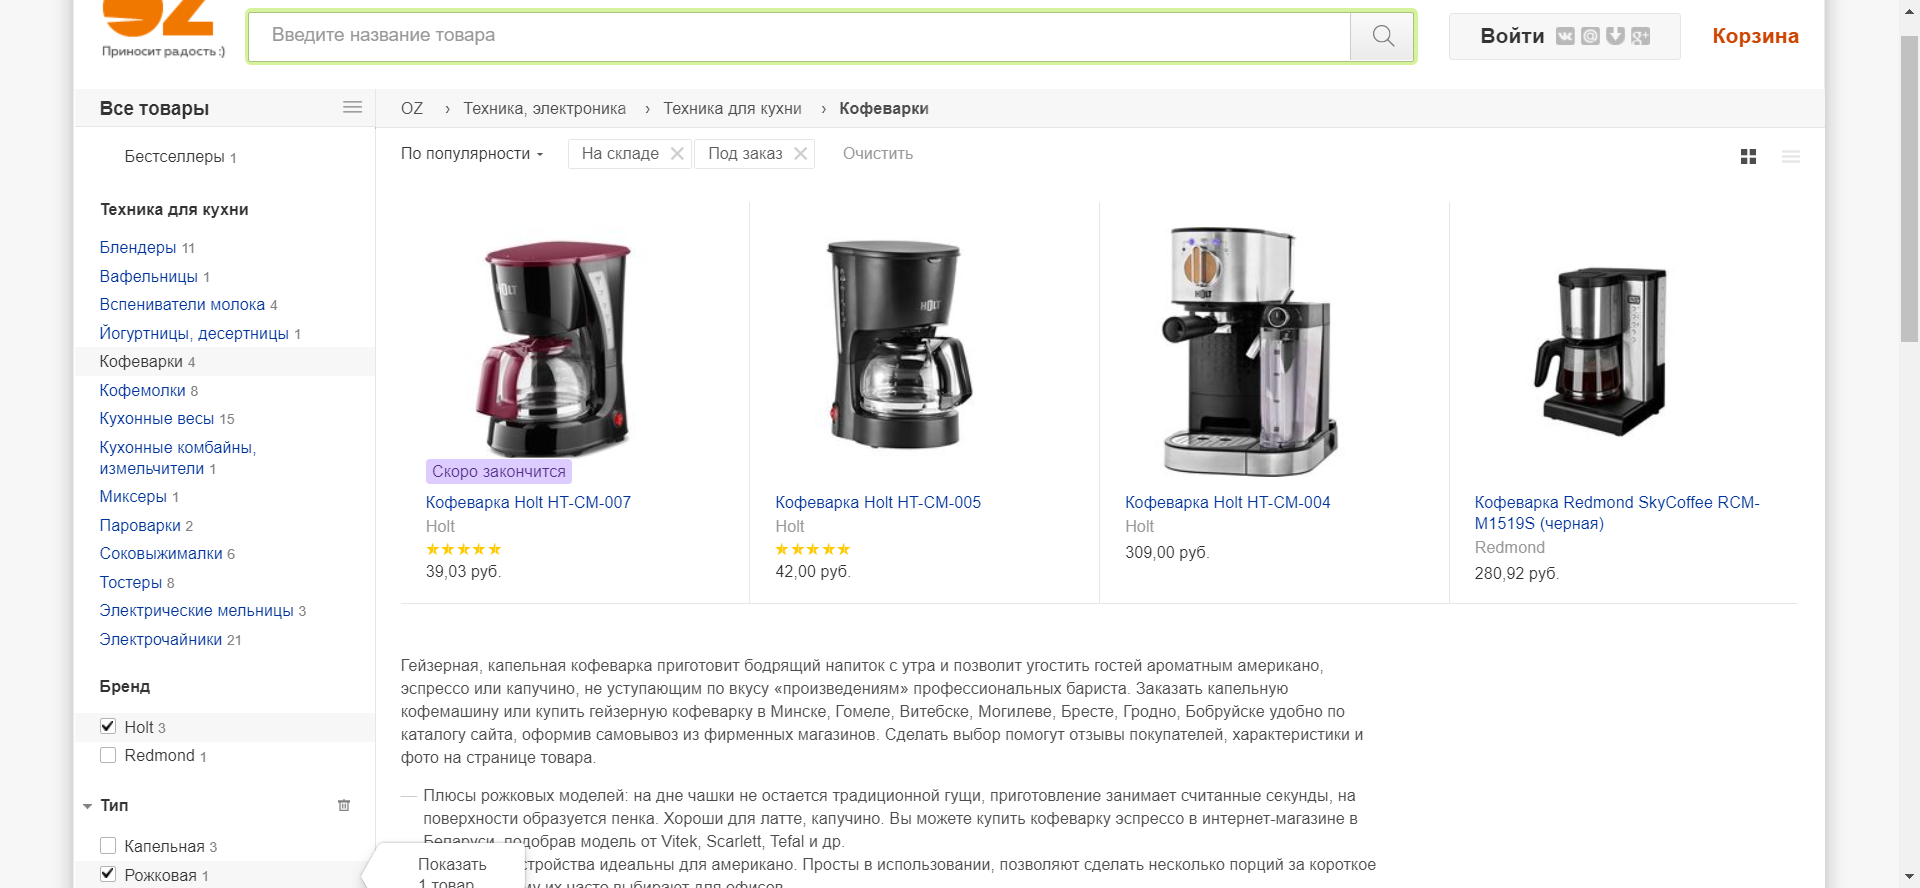 OZ
Приносит радость :)
Введите название товара
Войти
Корзина
Все товары
OZ › Техника, электроника › Техника для кухни › Кофеварки
Бестселлеры 1
По популярности
На складе
Под заказ
Очистить
Техника для кухни
Блендеры 11
Вафельницы 1
Вспениватели молока 4
Йогуртницы, десертницы 1
Кофеварки 4
Кофемолки 8
Кухонные весы 15
Кухонные комбайны,
измельчители 1
Миксеры 1
Пароварки 2
Соковыжималки 6
Тостеры 8
Электрические мельницы 3
Электрочайники 21
Бренд
Holt 3
Redmond 1
Тип
Капельная 3
Рожковая 1
Показать
1 товар
HOLT
Скоро закончится
Кофеварка Holt HT-CM-007
Holt
39,03 руб.
HOLT
Кофеварка Holt HT-CM-005
Holt
42,00 руб.
HOLT
Кофеварка Holt HT-CM-004
Holt
309,00 руб.
Кофеварка Redmond SkyCoffee RCM-
M1519S (черная)
Redmond
280,92 руб.
Гейзерная, капельная кофеварка приготовит бодрящий напиток с утра и позволит угостить гостей ароматным американо,
эспрессо или капучино, не уступающим по вкусу «произведениям» профессиональных бариста. Заказать капельную
кофемашину или купить гейзерную кофеварку в Минске, Гомеле, Витебске, Могилеве, Бресте, Гродно, Бобруйске удобно по
каталогу сайта, оформив самовывоз из фирменных магазинов. Сделать выбор помогут отзывы покупателей, характеристики и
фото на странице товара.
— Плюсы рожковых моделей: на дне чашки не остается традиционной гущи, приготовление занимает считанные секунды, на
поверхности образуется пенка. Хороши для латте, капучино. Вы можете купить кофеварку эспрессо в интернет-магазине в
Беларуси, подобрав модель от Vitek, Scarlett, Tefal и др.
стройства идеальны для американо. Просты в использовании, позволяют сделать несколько порций за короткое
му их часто выбирают для офисов.